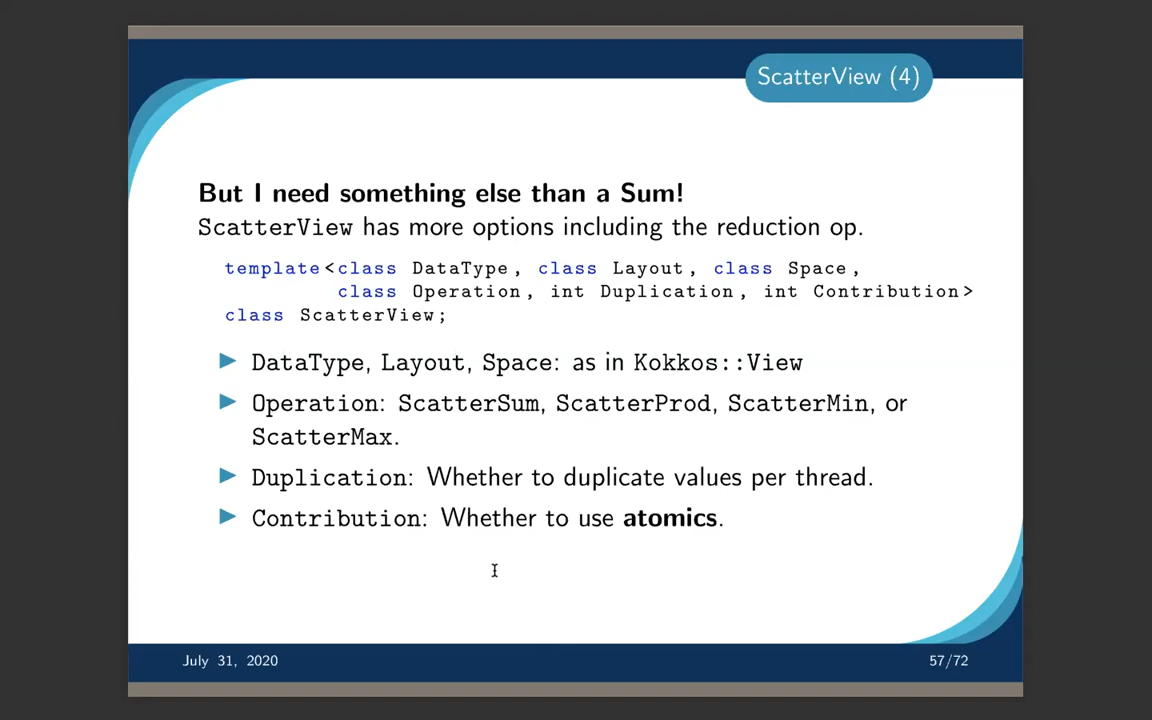 ScatterView (4)
But I need something else than a Sum!
ScatterView has more options including the reduction op.
template<class DataType, class Layout, class Space,
class Operation, int Duplication, int Contribution>
class ScatterView;
▶ DataType, Layout, Space: as in Kokkos::View
▶ Operation: ScatterSum, ScatterProd, ScatterMin, or
ScatterMax.
▶ Duplication: Whether to duplicate values per thread.
▶ Contribution: Whether to use atomics.
July 31, 2020
57/72